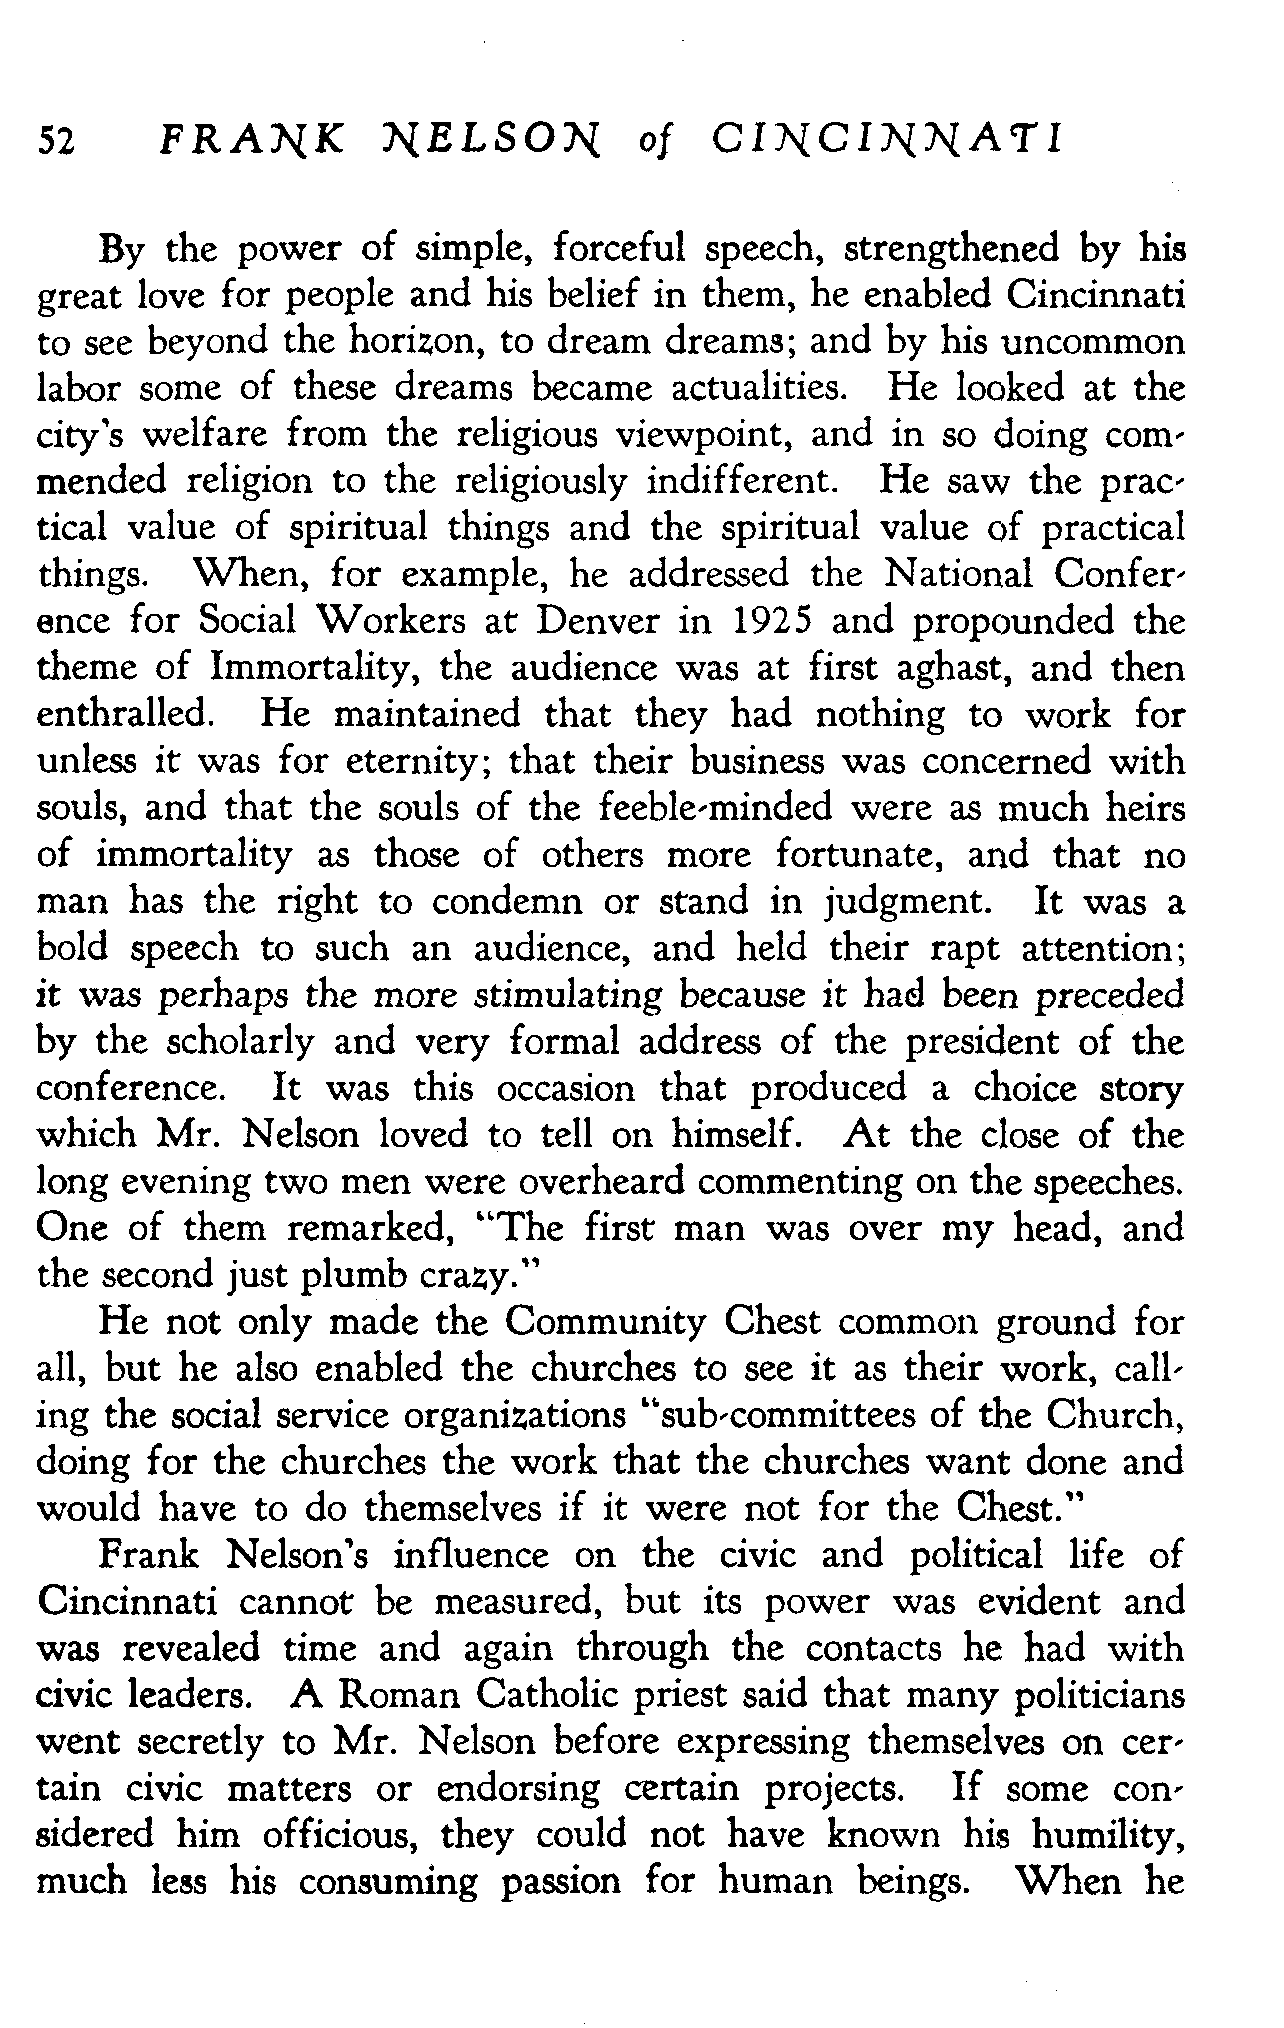 52 FRANK NELSON of CINCINNATI
By the power of simple, forceful speech, strengthened by his
great love for people and his belief in them, he enabled Cincinnati
to see beyond the horizon, to dream dreams; and by his uncommon
labor some of these dreams became actualities. He looked at the
city's welfare from the religious viewpoint, and in so doing com-
mended religion to the religiously indifferent. He saw the prac-
tical value of spiritual things and the spiritual value of practical
things. When, for example, he addressed the National Confer-
ence for Social Workers at Denver in 1925 and propounded the
theme of Immortality, the audience was at first aghast, and then
enthralled. He maintained that they had nothing to work for
unless it was for eternity; that their business was concerned with
souls, and that the souls of the feeble-minded were as much heirs
of immortality as those of others more fortunate, and that no
man has the right to condemn or stand in judgment. It was a
bold speech to such an audience, and held their rapt attention;
it was perhaps the more stimulating because it had been preceded
by the scholarly and very formal address of the president of the
conference. It was this occasion that produced a choice story
which Mr. Nelson loved to tell on himself. At the close of the
long evening two men were overheard commenting on the speeches.
One of them remarked, "The first man was over my head, and
the second just plumb crazy."
He not only made the Community Chest common ground for
all, but he also enabled the churches to see it as their work, call-
ing the social service organizations "sub-committees of the Church,
doing for the churches the work that the churches want done and
would have to do themselves if it were not for the Chest."
Frank Nelson's influence on the civic and political life of
Cincinnati cannot be measured, but its power was evident and
was revealed time and again through the contacts he had with
civic leaders. A Roman Catholic priest said that many politicians
went secretly to Mr. Nelson before expressing themselves on cer-
tain civic matters or endorsing certain projects. If some con-
sidered him officious, they could not have known his humility,
much less his consuming passion for human beings. When he